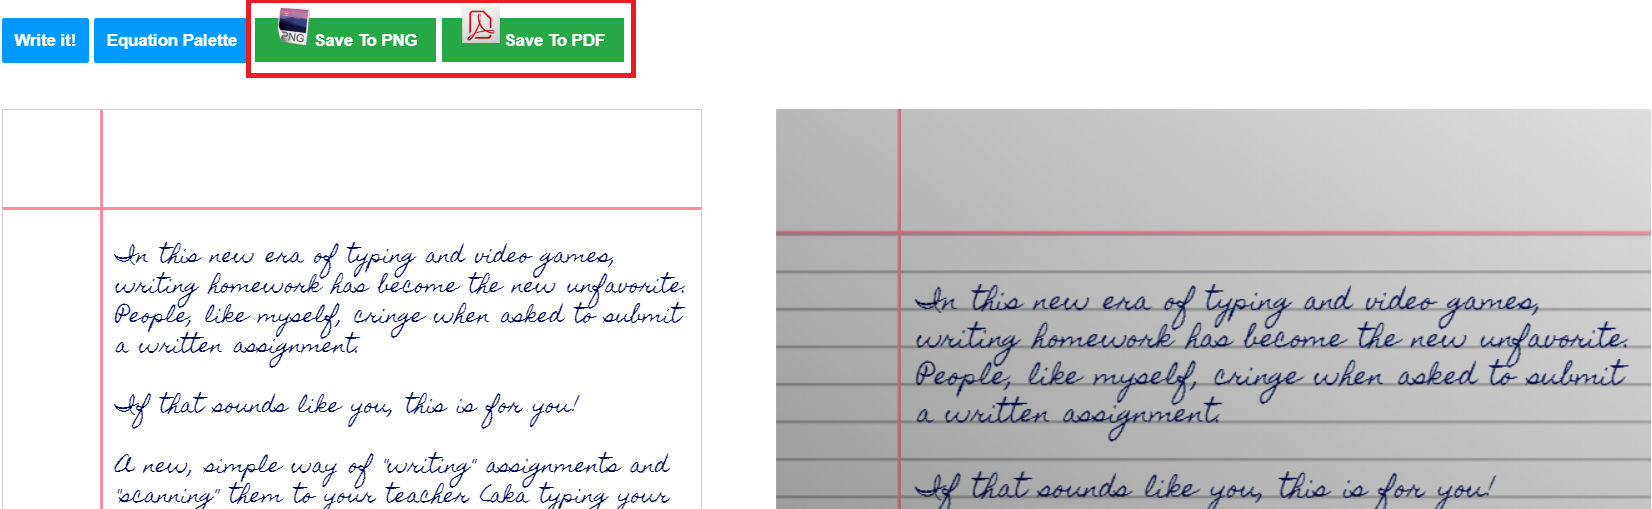 Write it!
Equation Palette
PNG
Save To PNG
Save To PDF
In this new era of typing and video games,
writing homework has become the new unfavorite.
People, like myself, cringe when asked to submit
a written assignment.
If that sounds like you, this is for you!
A new, simple way of "writing" assignments and
"scanning" them to your teacher (aka typing your
In this new era of typing and video games,
writing homework has become the new unfavorite.
People, like myself, cringe when asked to submit
a written assignment.
If that sounds like you, this is for you!